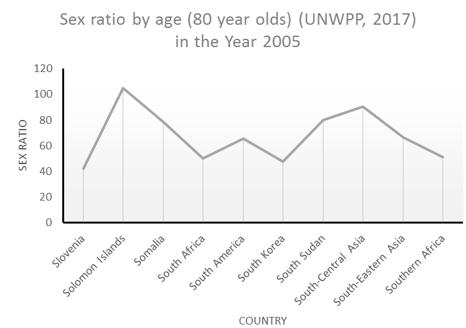 Sex ratio by age (80 year olds) (UNWPP, 2017)
in the Year 2005
120
100
80
60
40
20
0
SEX RATIO
Slovenia
Solomon Islands
Somalia
South Africa
South America
South Korea
South Sudan
South-Central Asia
South-Eastern Asia
Southern Africa
COUNTRY